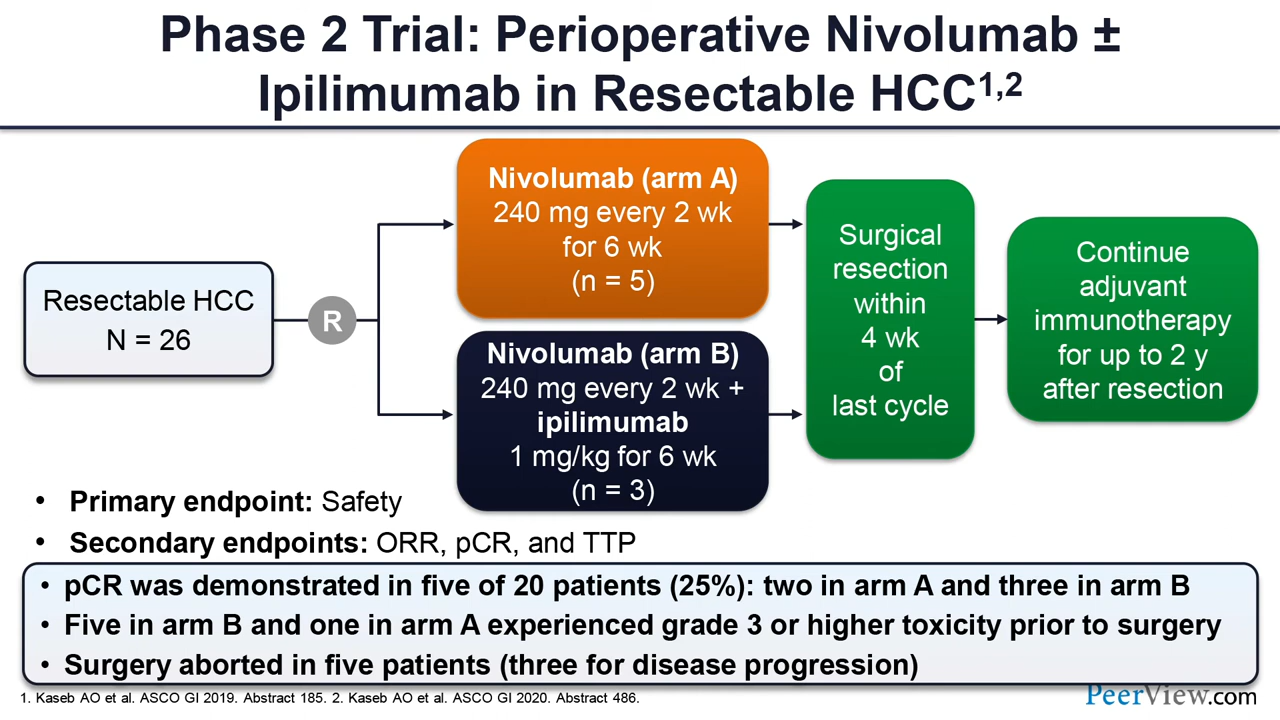 Phase 2 Trial: Perioperative Nivolumab ±
Ipilimumab in Resectable HCC1,2
Resectable HCC
N = 26
R
Nivolumab (arm A)
240 mg every 2 wk
for 6 wk
(n = 5)
Nivolumab (arm B)
240 mg every 2 wk +
ipilimumab
1 mg/kg for 6 wk
(n = 3)
Surgical
resection
within
4 wk
of
last cycle
Continue
adjuvant
immunotherapy
for up to 2 y
after resection
• Primary endpoint: Safety
• Secondary endpoints: ORR, pCR, and TTP
• pCR was demonstrated in five of 20 patients (25%): two in arm A and three in arm B
• Five in arm B and one in arm A experienced grade 3 or higher toxicity prior to surgery
• Surgery aborted in five patients (three for disease progression)
1. Kaseb AO et al. ASCO GI 2019. Abstract 185. 2. Kaseb AO et al. ASCO GI 2020. Abstract 486.
PeerView.com